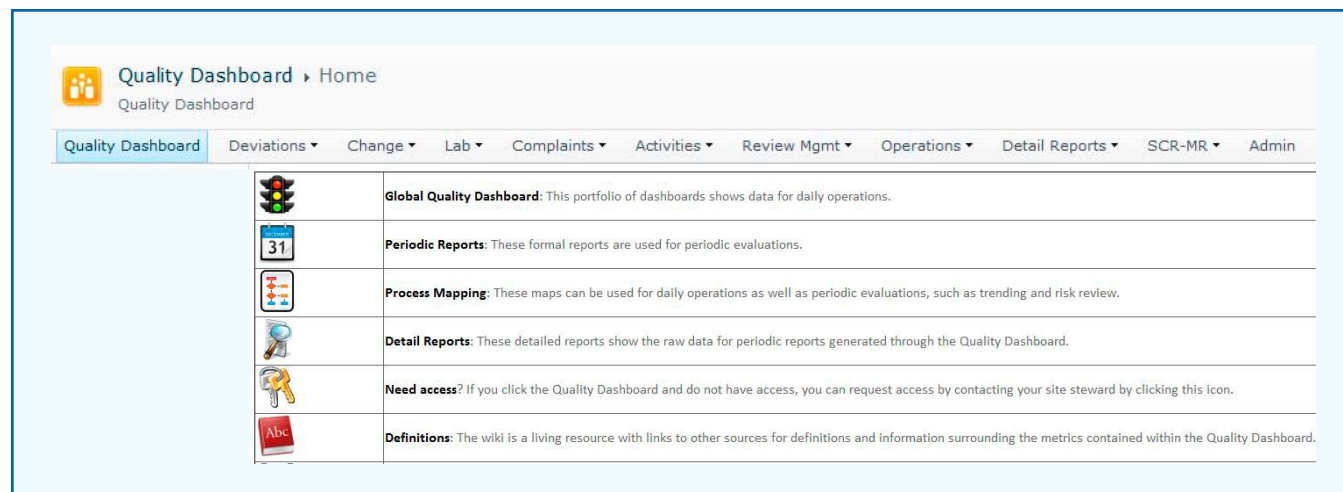 Quality Dashboard ▸ Home
Quality Dashboard
Quality Dashboard Deviations ▾ Change ▾ Lab ▾ Complaints ▾ Activities ▾ Review Mgmt ▾ Operations ▾ Detail Reports ▾ SCR-MR ▾ Admin
Global Quality Dashboard: This portfolio of dashboards shows data for daily operations.
31
Periodic Reports: These formal reports are used for periodic evaluations.
Process Mapping: These maps can be used for daily operations as well as periodic evaluations, such as trending and risk review.
Detail Reports: These detailed reports show the raw data for periodic reports generated through the Quality Dashboard.
Need access? If you click the Quality Dashboard and do not have access, you can request access by contacting your site steward by clicking this icon.
Abc
Definitions: The wiki is a living resource with links to other sources for definitions and information surrounding the metrics contained within the Quality Dashboard.